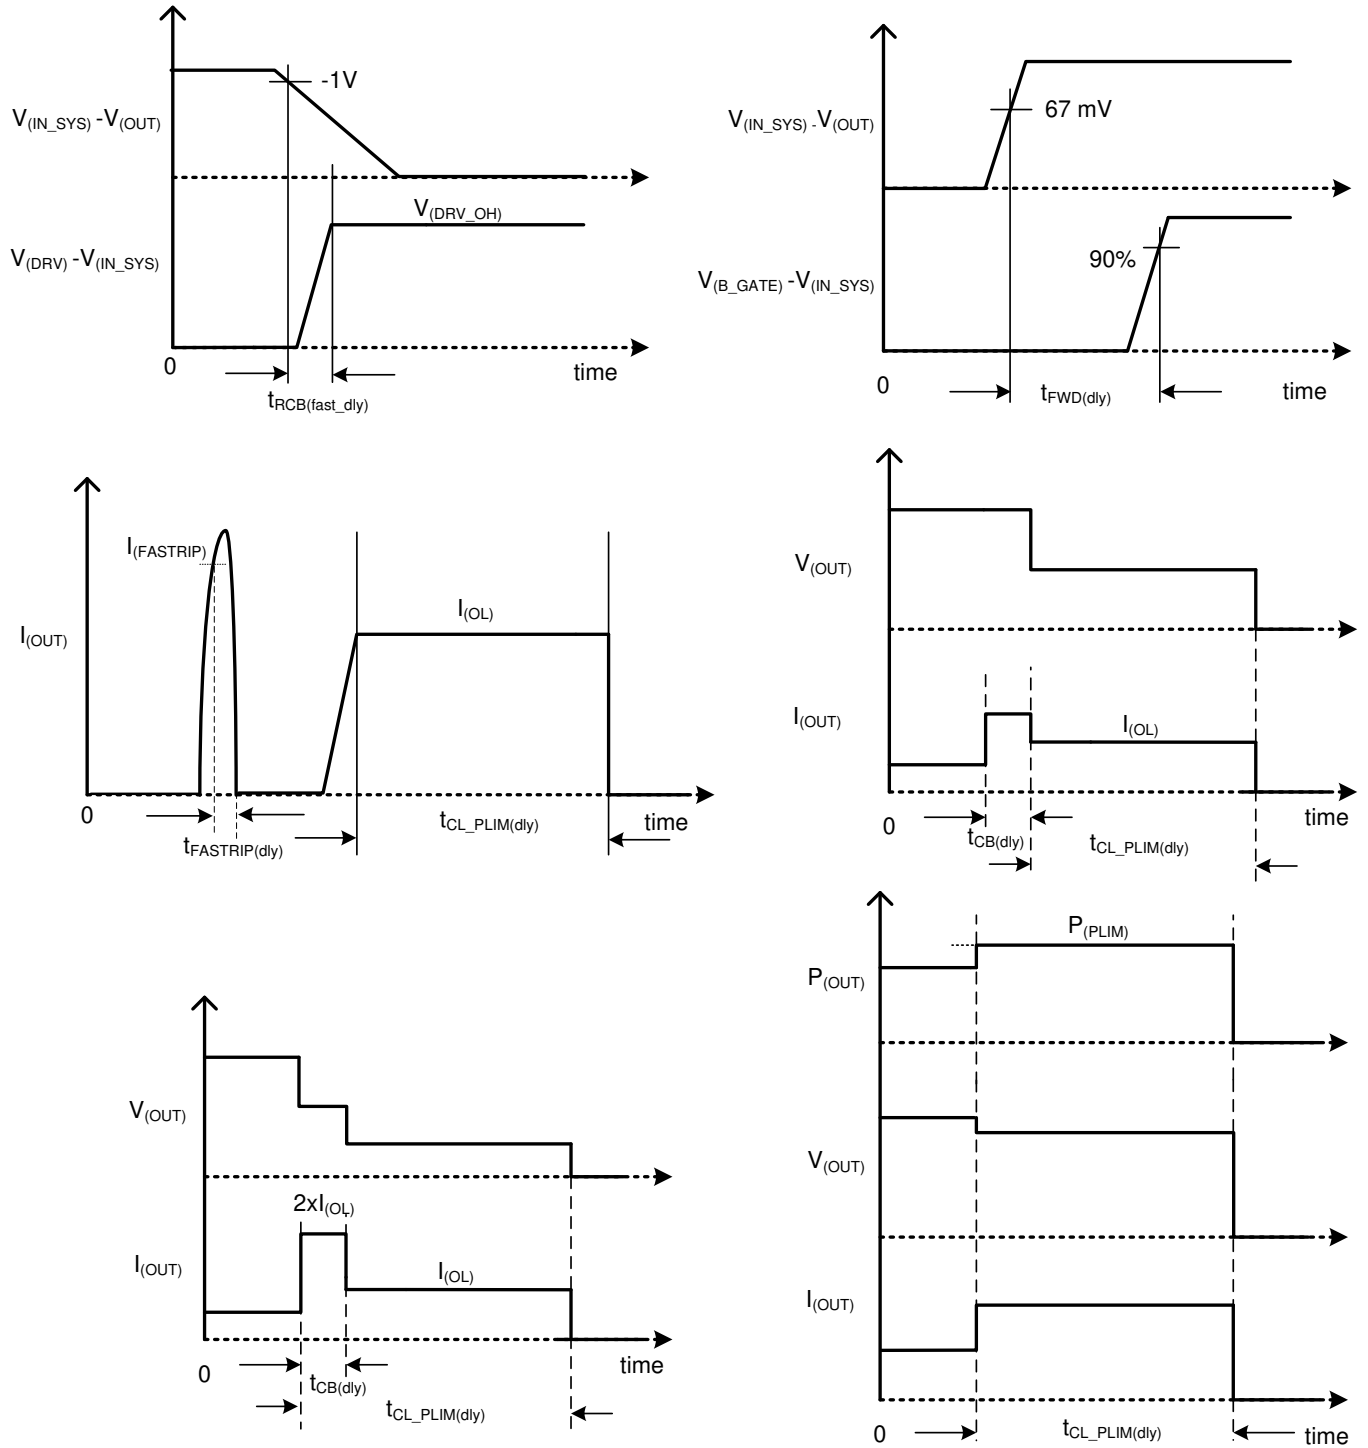 -1V
V(IN_SYS) -V(OUT)
V(DRV_OH)
V(DRV) -V(IN_SYS)
0
time
tRCB(fast_dly)
67 mV
V(IN_SYS) -V(OUT)
90%
V(B_GATE) -V(IN_SYS)
0
tFWD(dly)
time
I(FASTRIP)
I(OL)
I(OUT)
0
tCL_PLIM(dly)
time
tFASTRIP(dly)
V(OUT)
I(OUT)
I(OL)
0
time
tCB(dly)
tCL_PLIM(dly)
V(OUT)
2xI(OL)
I(OUT)
I(OL)
0
time
tCB(dly)
tCL_PLIM(dly)
P(PLIM)
P(OUT)
V(OUT)
I(OUT)
0
tCL_PLIM(dly)
time